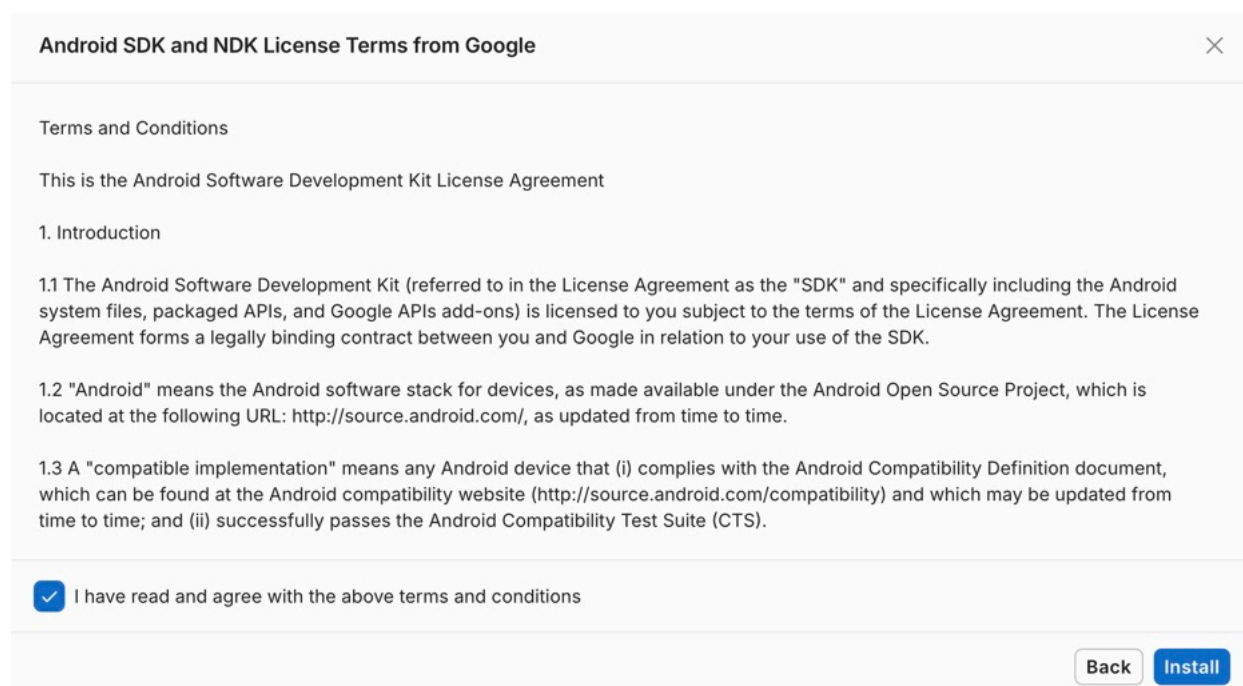 Android SDK and NDK License Terms from Google
Terms and Conditions
This is the Android Software Development Kit License Agreement
1. Introduction
1.1 The Android Software Development Kit (referred to in the License Agreement as the "SDK" and specifically including the Android
system files, packaged APIs, and Google APIs add-ons) is licensed to you subject to the terms of the License Agreement. The License
Agreement forms a legally binding contract between you and Google in relation to your use of the SDK.
1.2 "Android" means the Android software stack for devices, as made available under the Android Open Source Project, which is
located at the following URL: http://source.android.com/, as updated from time to time.
1.3 A "compatible implementation" means any Android device that (i) complies with the Android Compatibility Definition document,
which can be found at the Android compatibility website (http://source.android.com/compatibility) and which may be updated from
time to time; and (ii) successfully passes the Android Compatibility Test Suite (CTS).
I have read and agree with the above terms and conditions
Back Install